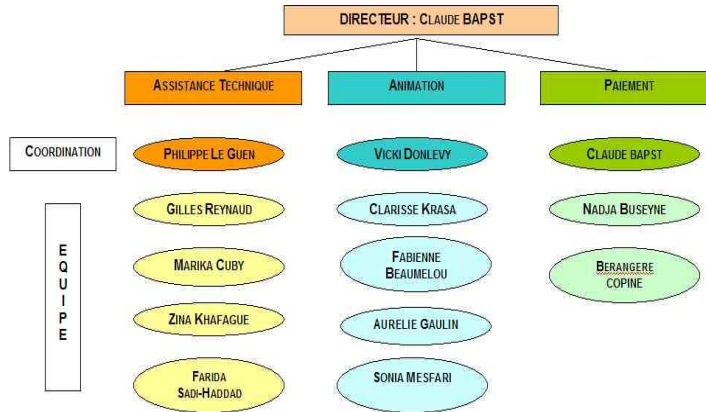 DIRECTEUR : CLAUDE BAPST
ASSISTANCE TECHNIQUE
ANIMATION
PAIEMENT
COORDINATION
PHILIPPE LE GUEN
VICKI DONLEVY
CLAUDE BAPST
EQUIPE
GILLES REYNAUD
CLARISSE KRASA
NADJA BUSEYNE
MARIKA CUBY
FABIENNE
BEAUMELOU
BERANGERE
COPINE
ZINA KHAFAGUE
AURELIE GAULIN
FARIDA
SADI-HADDAD
SONIA MESFARI